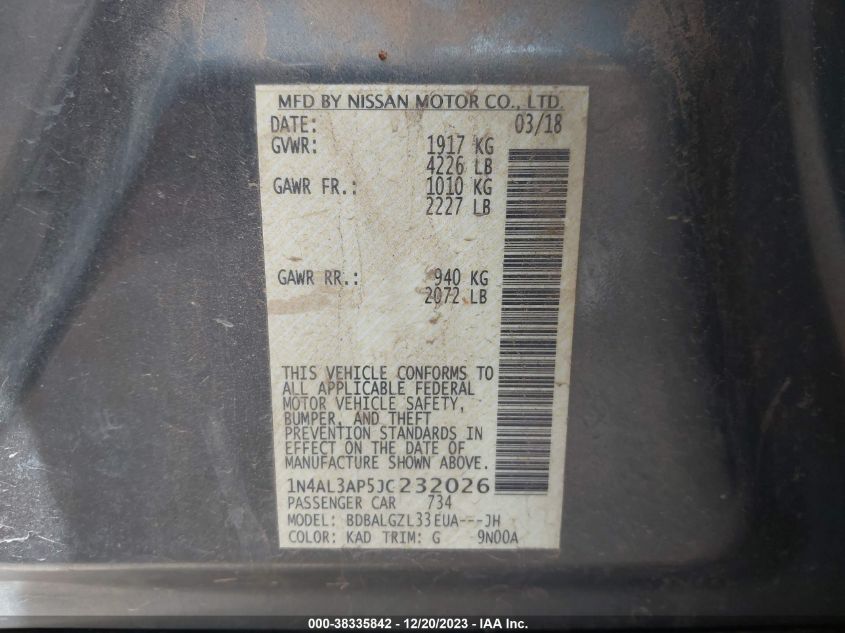 MFD BY NISSAN MOTOR CO., LTD.
DATE: 03/18
GVWR: 1917 KG
4226 LB
GAWR FR.: 1010 KG
2227 LB
GAWR RR.: 940 KG
2072 LB
THIS VEHICLE CONFORMS TO
ALL APPLICABLE FEDERAL
MOTOR VEHICLE SAFETY,
BUMPER, AND THEFT
PREVENTION STANDARDS IN
EFFECT ON THE DATE OF
MANUFACTURE SHOWN ABOVE.
1N4AL3AP5JC232026
PASSENGER CAR 734
MODEL: BDBALGZL33EUA---JH
COLOR: KAD TRIM: G 9N00A
000-38335842 - 12/20/2023 - IAA Inc.